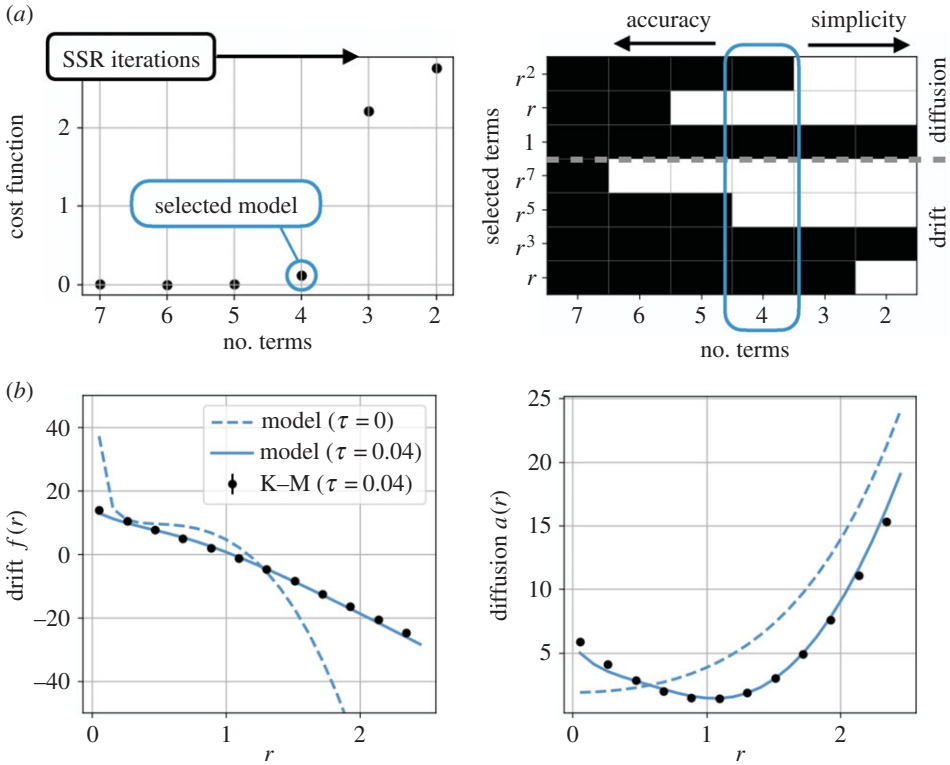 (a)
SSR iterations
cost function
2
1
0
selected model
7 6 5 4 3 2
no. terms
accuracy simplicity
selected terms
r²
r
1
r⁷
r⁵
r³
r
diffusion
drift
7 6 5 4 3 2
no. terms
(b)
drift f(r)
40
20
0
−20
−40
model (τ = 0)
model (τ = 0.04)
K–M (τ = 0.04)
0 1 2
r
diffusion a(r)
25
20
15
10
5
0 1 2
r